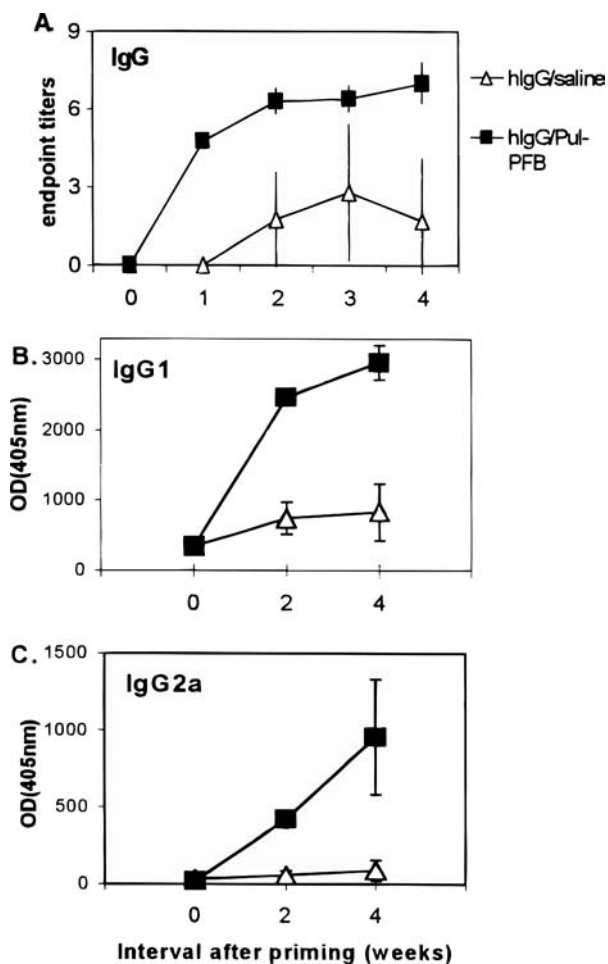 A.
9
6
3
0
endpoint titers
IgG
0 1 2 3 4
hIgG/saline
hIgG/Pul-
PFB
B.
3000
2000
1000
0
OD(405nm)
IgG1
0 2 4
C.
1500
1000
500
0
OD(405nm)
IgG2a
0 2 4
Interval after priming (weeks)